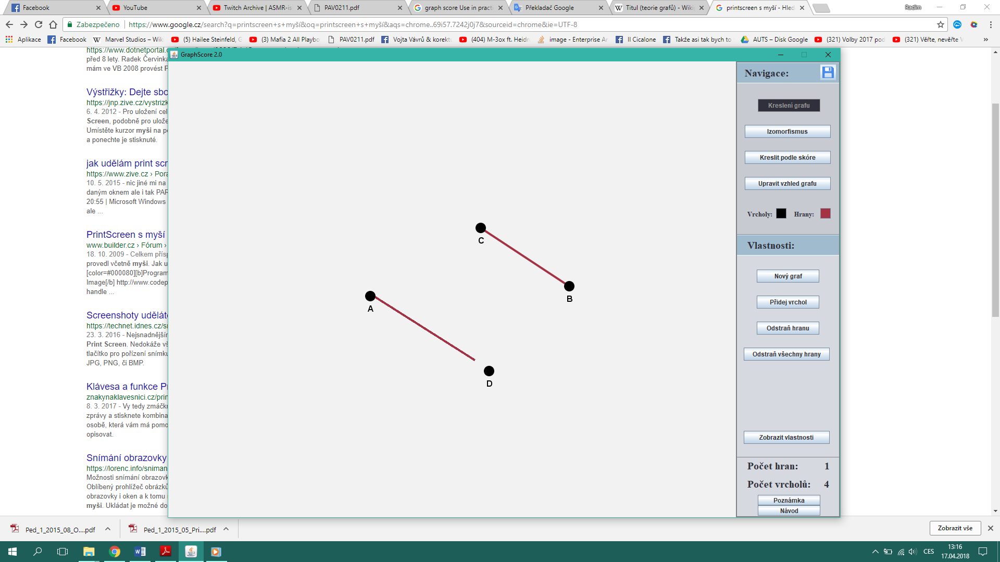 Facebook
YouTube
Twitch Archive | ASMR-is
PAV0211.pdf
graph score Use in practi
Překladač Google
Titul (teorie grafů) - Wiki
printscreen s myší - Hled
Radim
Zabezpečeno
https://www.google.cz/search?q=printscreen+s+myší&oq=printscreen+s+myší&aqs=chrome..69i57.7242j0j7&sourceid=chrome&ie=UTF-8
Aplikace
Facebook
Marvel Studios – Wik
(5) Hailee Steinfeld, G
(3) Mafia 2 All Playbo
PAV0211.pdf
Vojta Vávrů & korektu
(404) M-3ox ft. Heidr
image - Enterprise Ar
Il Cicalone
Takže asi tak bych to
AUTS – Disk Google
(321) Volby 2017 pod
(321) Věřte, nevěřte V
»
https://www.dotnetportal.c
před 8 lety. Radek Červinka
mám ve VB 2008 provést P
Výstřižky: Dejte sbo
https://jnp.zive.cz/vystrizk
6. 4. 2012 - Pro uložení cel
Screen, podobně pro ulože
Umístěte kurzor myši na po
a ponechte je stisknuté.
jak udělám print scr
https://www.zive.cz › Pora
10. 5. 2015 - nic jiné mi na
daným oknem ale i tak PAR
20:55 | Microsoft Windows
ale ...
PrintScreen s myší
www.builder.cz › Fórum ›
18. 10. 2009 - Celkem přísp
provedl včetně myši. Jak u
[color=#000080][b]Program
Image[/b] http://www.codep
handle ...
Screenshoty uděláte
https://technet.idnes.cz/sr
23. 3. 2016 - Nejsnadnějším
Print Screen. Nedokáže vš
tlačítko pro pořízení snímku
JPG, PNG, či BMP.
Klávesa a funkce Pr
znakynaklavesnici.cz/prin
8. 3. 2017 - Vy tedy zmáčkn
zprávy a stisknete kombina
osobě, která vám má pomo
opisovat.
Snímání obrazovky
https://lorenc.info/sniman
Možnosti snímání obrazovk
Oblíbený prohlížeč obrázků
obrazovky i oken a k tomu
myši. Ukládat je možné do
GraphScore 2.0
C
B
A
D
Navigace:
Kreslení grafu
Izomorfismus
Kreslit podle skóre
Upravit vzhled grafu
Vrcholy:
Hrany:
Vlastnosti:
Nový graf
Přidej vrchol
Odstraň hranu
Odstraň všechny hrany
Zobrazit vlastnosti
Počet hran: 1
Počet vrcholů: 4
Poznámka
Návod
Ped_1_2015_08_O....pdf
Ped_1_2015_05_Pri....pdf
Zobrazit vše
CES
13:16
17.04.2018